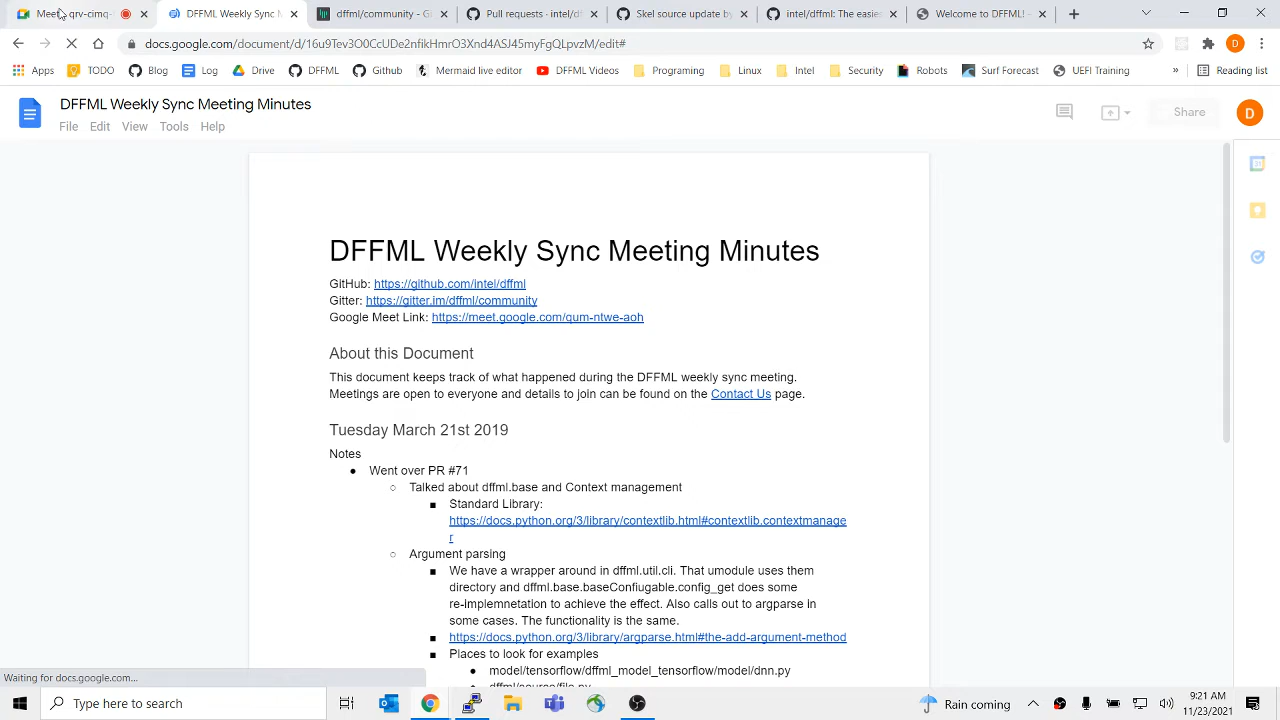 Meet - qrv-cimq-
DFFML Weekly Sync M
dffml/community - G
Pull requests · intel/d
Skel source updates by
intel/dffml: The easies
Welcome to DFFML! —
docs.google.com/document/d/16u9Tev3O0CcUDe2nfikHmrO3Xnd4ASJ45myFgQLpvzM/edit#
Apps TODO Blog Log Drive DFFML Github Mermaid editor DFFML Videos Programing Linux Intel Security Robots Surf Forecast UEFI Training » Reading list
DFFML Weekly Sync Meeting Minutes
File Edit View Tools Help
Share
D
DFFML Weekly Sync Meeting Minutes
GitHub: https://github.com/intel/dffml
Gitter: https://gitter.im/dffml/community
Google Meet Link: https://meet.google.com/qum-ntwe-aoh
About this Document
This document keeps track of what happened during the DFFML weekly sync meeting.
Meetings are open to everyone and details to join can be found on the Contact Us page.
Tuesday March 21st 2019
Notes
● Went over PR #71
○ Talked about dffml.base and Context management
■ Standard Library:
https://docs.python.org/3/library/contextlib.html#contextlib.contextmanage
r
○ Argument parsing
■ We have a wrapper around in dffml.util.cli. That umodule uses them
directory and dffml.base.baseConfiugable.config_get does some
re-implemnetation to achieve the effect. Also calls out to argparse in
some cases. The functionality is the same.
■ https://docs.python.org/3/library/argparse.html#the-add-argument-method
■ Places to look for examples
● model/tensorflow/dffml_model_tensorflow/model/dnn.py
● dffml/source/file.py
Waiting for docs.google.com...
Type here to search
Rain coming
9:21 AM
11/23/2021